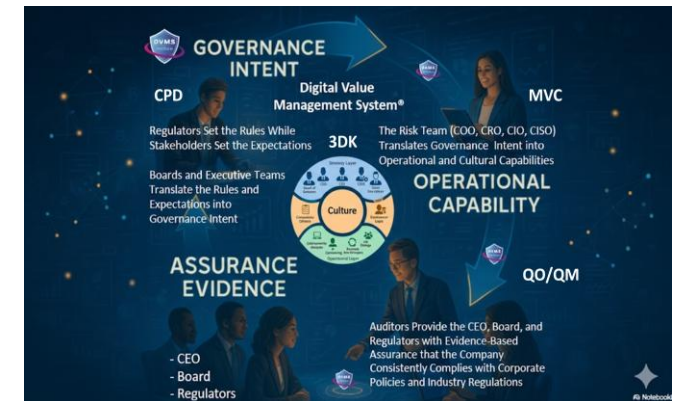 DVMS
GOVERNANCE
INTENT
CPD
Digital Value
Management System®
MVC
Regulators Set the Rules While
Stakeholders Set the Expectations
3DK
The Risk Team (COO, CRO, CIO, CISO)
Translates Governance Intent into
Operational and Cultural Capabilities
Boards and Executive Teams
Translate the Rules and
Expectations into
Governance Intent
Culture
OPERATIONAL
CAPABILITY
Operational Layer
ASSURANCE
EVIDENCE
QO/QM
- CEO
- Board
- Regulators
Auditors Provide the CEO, Board, and
Regulators with Evidence-Based
Assurance that the Company
Consistently Complies with Corporate
Policies and Industry Regulations